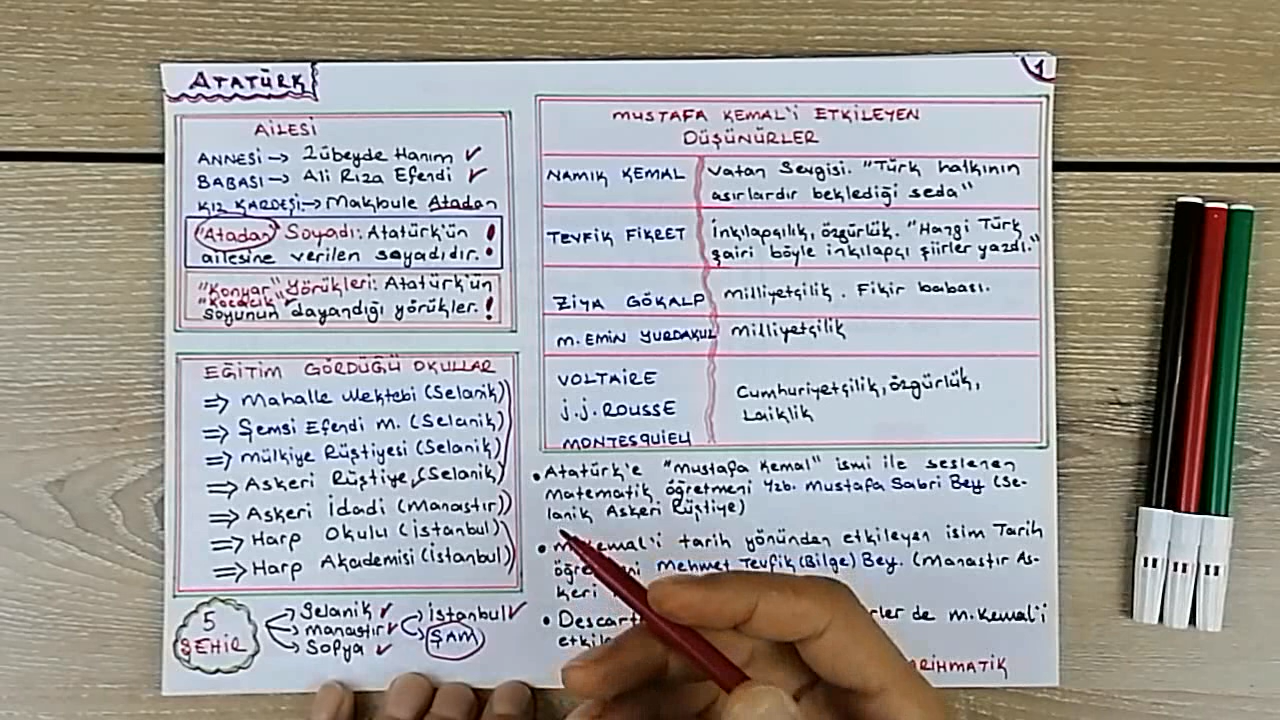 ATATÜRK
1
AİLESİ
ANNESİ → Zübeyde Hanım ✓
BABASI → Ali Rıza Efendi ✓
KIZ KARDEŞİ → Makbule Atadan
"Atadan" Soyadı: Atatürk'ün !
ailesine verilen soyadıdır. !
"Konyar" Yörükleri: Atatürk'ün
"Kocacık"
soyunun dayandığı yörükler. !
EĞİTİM GÖRDÜĞÜ OKULLAR
⇒ Mahalle Mektebi (Selanik)
⇒ Şemsi Efendi M. (Selanik)
⇒ Mülkiye Rüştiyesi (Selanik)
⇒ Askeri Rüştiye (Selanik)
⇒ Askeri İdadi (Manastır)
⇒ Harp Okulu (İstanbul)
⇒ Harp Akademisi (İstanbul)
5
ŞEHİR
Selanik ✓
manastır ✓
Sofya ✓
İstanbul ✓
ŞAM
MUSTAFA KEMAL'İ ETKİLEYEN
DÜŞÜNÜRLER
NAMIK KEMAL
Vatan Sevgisi. "Türk halkının
asırlardır beklediği seda"
TEVFİK FİKRET
İnkılapçılık, özgürlük. "Hangi Türk
şairi böyle inkılapçı şiirler yazdı."
ZİYA GÖKALP
Milliyetçilik. Fikir babası.
M. EMİN YURDAKUL
Milliyetçilik
VOLTAIRE
J.J. ROUSSE
MONTESQUİEU
Cumhuriyetçilik, özgürlük,
Laiklik
• Atatürk'e "Mustafa Kemal" ismi ile seslenen
Matematik öğretmeni Yzb. Mustafa Sabri Bey (Se-
lanik Askeri Rüştiye)
• Kemal'i tarih yönünden etkileyen isim Tarih
Mehmet Tevfik (Bilge) Bey. (Manastır As-
keri
• de M.Kemal'i